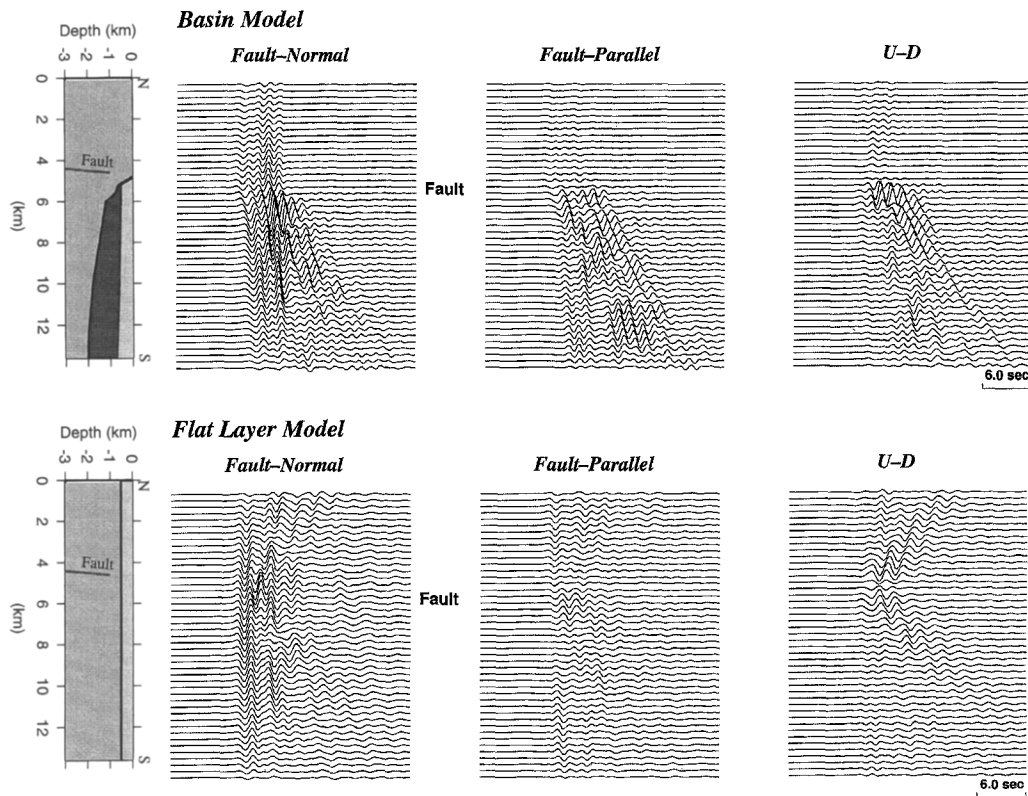 Basin Model
Depth (km)
-3 -2 -1 0
Fault–Normal
Fault–Parallel
U–D
0
N
2
4
Fault
6
(km)
8
10
12
S
Fault
6.0 sec
Flat Layer Model
Depth (km)
-3 -2 -1 0
Fault–Normal
Fault–Parallel
U–D
0
N
2
4
Fault
6
(km)
8
10
12
S
Fault
6.0 sec